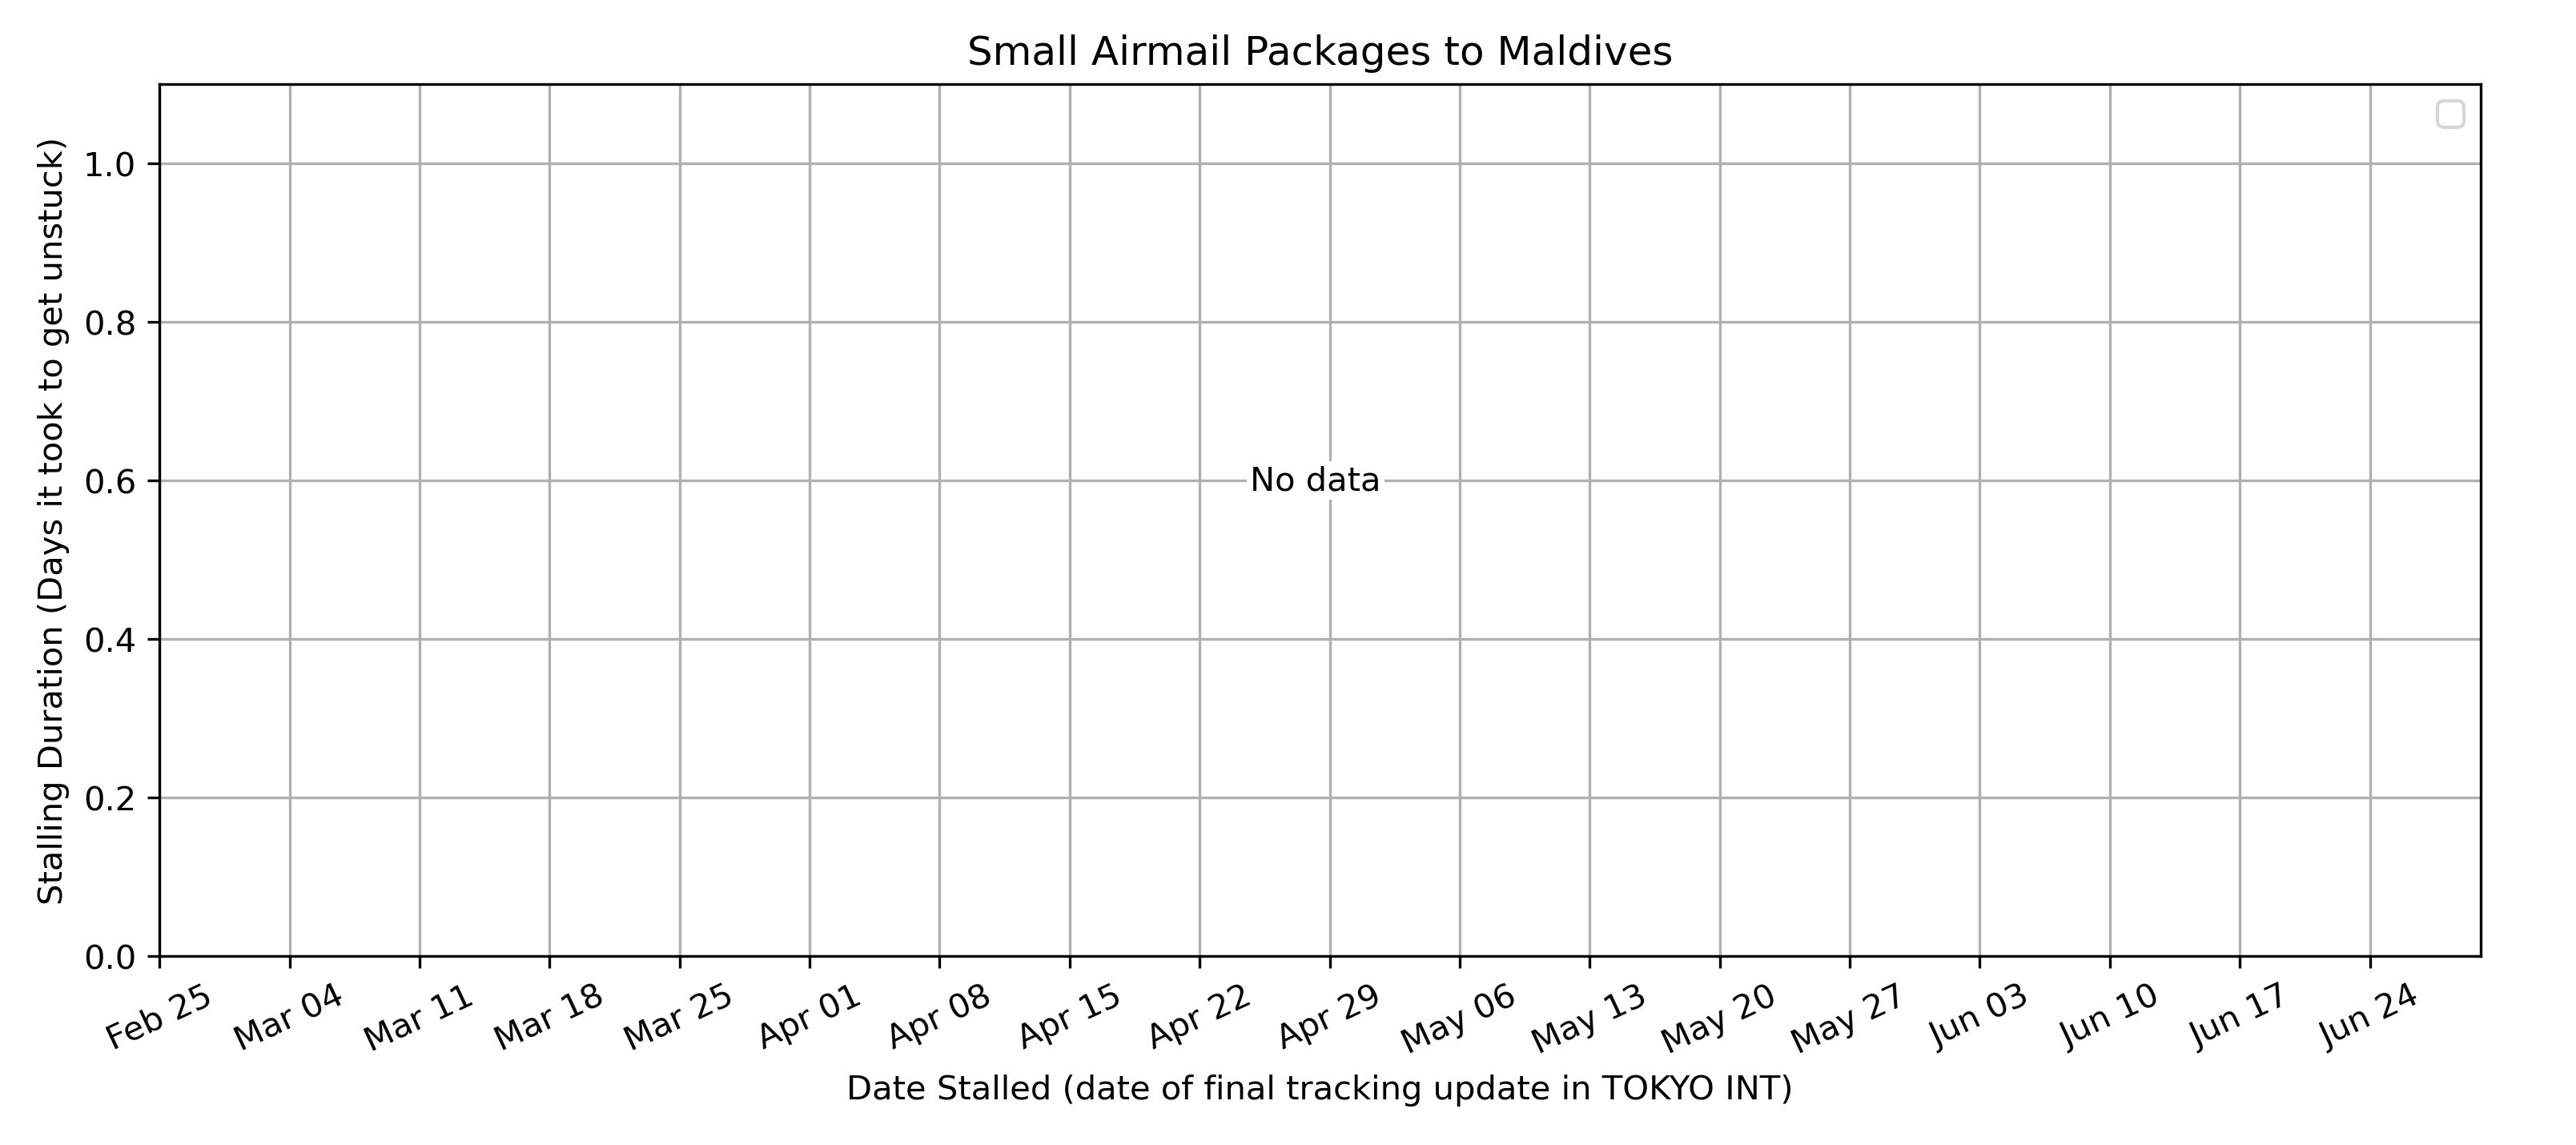 Small Airmail Packages to Maldives
Stalling Duration (Days it took to get unstuck)
1.0
0.8
0.6
0.4
0.2
0.0
No data
Feb 25 Mar 04 Mar 11 Mar 18 Mar 25 Apr 01 Apr 08 Apr 15 Apr 22 Apr 29 May 06 May 13 May 20 May 27 Jun 03 Jun 10 Jun 17 Jun 24
Date Stalled (date of final tracking update in TOKYO INT)